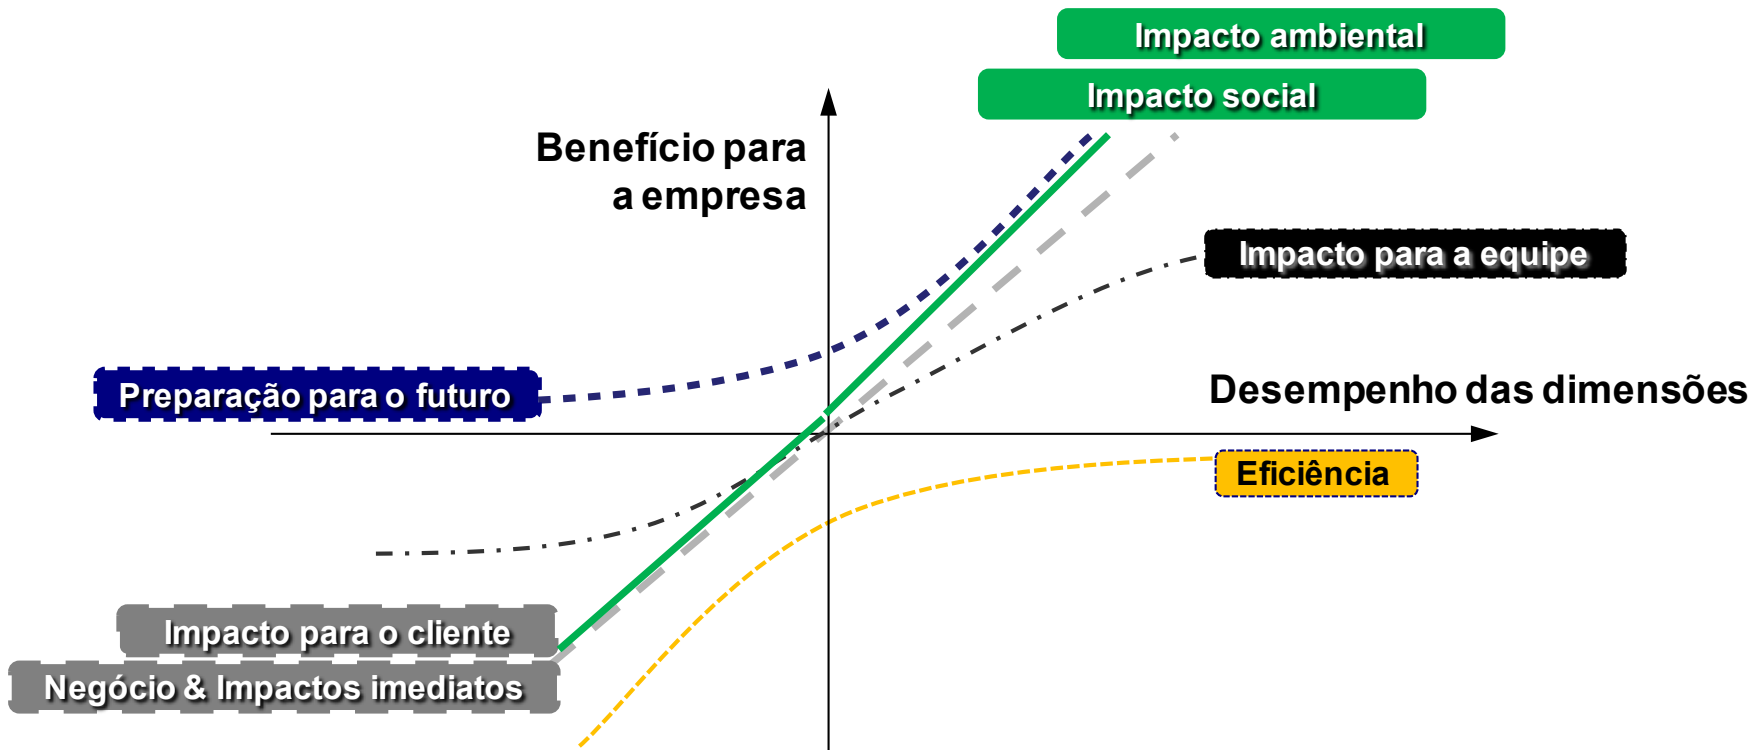 Impacto ambiental
Impacto social
Benefício para
a empresa
Impacto para a equipe
Preparação para o futuro
Desempenho das dimensões
Eficiência
Impacto para o cliente
Negócio & Impactos imediatos